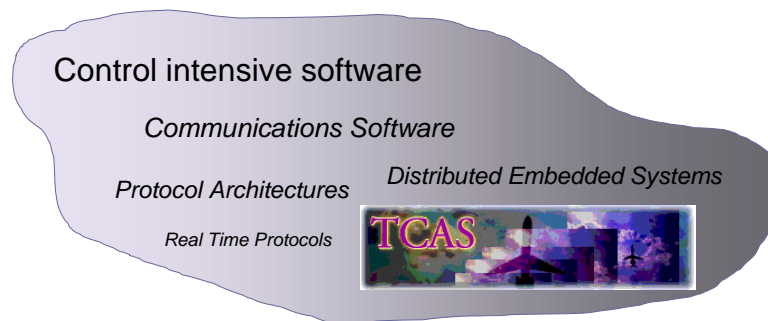 Control intensive software
Communications Software
Distributed Embedded Systems
Protocol Architectures
Real Time Protocols
TCAS